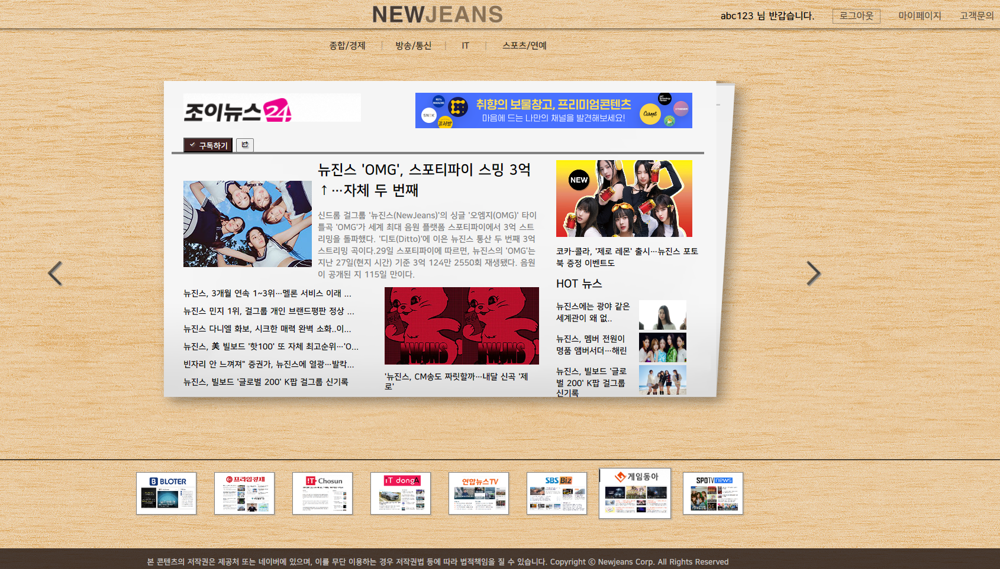 NEWJEANS
abc123 님 반갑습니다.
로그아웃
마이페이지
고객문의
종합/경제 | 방송/통신 | IT | 스포츠/연예
조이뉴스24
취향의 보물창고, 프리미엄콘텐츠
마음에 드는 나만의 채널을 발견해보세요!
구독하기
뉴진스 'OMG', 스포티파이 스밍 3억
↑…자체 두 번째
신드롬 걸그룹 '뉴진스(NewJeans)'의 싱글 '오엠지(OMG)' 타이
틀곡 'OMG'가 세계 최대 음원 플랫폼 스포티파이에서 3억 스트
리밍을 돌파했다. '디토(Ditto)'에 이은 뉴진스 통산 두 번째 3억
스트리밍 곡이다.29일 스포티파이에 따르면, 뉴진스의 'OMG'는
지난 27일(현지 시간) 기준 3억 124만 2550회 재생됐다. 음원
이 공개된 지 115일 만이다.
뉴진스, 3개월 연속 1~3위…멜론 서비스 이래 ...
뉴진스 민지 1위, 걸그룹 개인 브랜드평판 정상 ...
뉴진스 다니엘 화보, 시크한 매력 완벽 소화..이...
뉴진스, 美 빌보드 '핫100' 또 자체 최고순위…'O...
빈자리 안 느껴져" 증권가, 뉴진스에 열광…발칵...
뉴진스, 빌보드 '글로벌 200' K팝 걸그룹 신기록
NWJNS NWJNS
'뉴진스, CM송도 짜릿할까…내달 신곡 '제
로'
NEW
코카-콜라, '제로 레몬' 출시…뉴진스 포토
북 증정 이벤트도
HOT 뉴스
뉴진스에는 광야 같은
세계관이 왜 없..
뉴진스, 멤버 전원이
명품 앰버서더…해린
뉴진스, 빌보드 '글로
벌 200' K팝 걸그룹
신기록
BLOTER
프라임경제
IT Chosun
IT dongA
연합뉴스TV
SBS Biz
게임동아
SPOTV news
본 콘텐츠의 저작권은 제공처 또는 네이버에 있으며, 이를 무단 이용하는 경우 저작권법 등에 따라 법적책임을 질 수 있습니다. Copyright ⓒ Newjeans Corp. All Rights Reserved